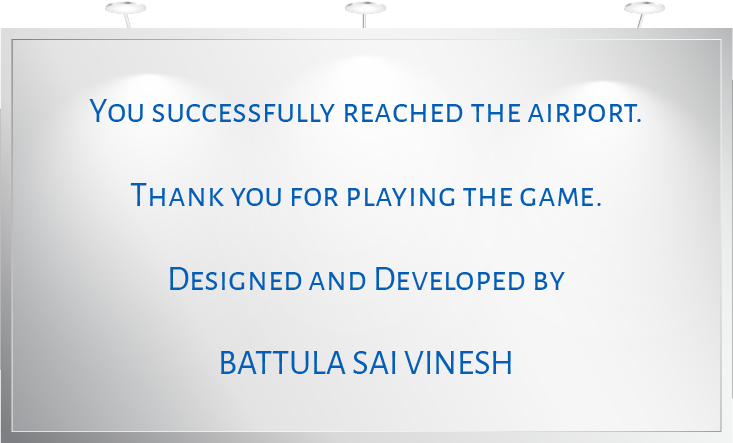 You successfully reached the airport.
Thank you for playing the game.
Designed and Developed by
BATTULA SAI VINESH